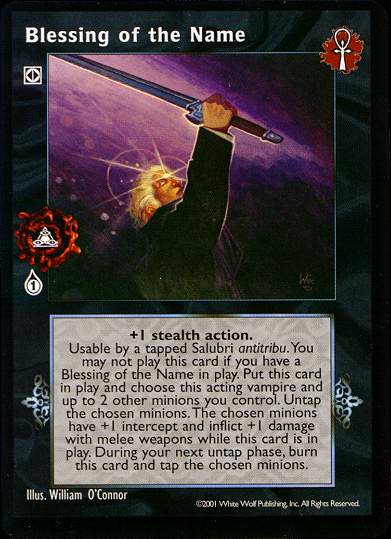 Blessing of the Name
1
+1 stealth action.
Usable by a tapped Salubri antitribu. You
may not play this card if you have a
Blessing of the Name in play. Put this card
in play and choose this acting vampire and
up to 2 other minions you control. Untap
the chosen minions. The chosen minions
have +1 intercept and inflict +1 damage
with melee weapons while this card is in
play. During your next untap phase, burn
this card and tap the chosen minions.
Illus. William O'Connor
©2001 White Wolf Publishing, Inc. All Rights Reserved.